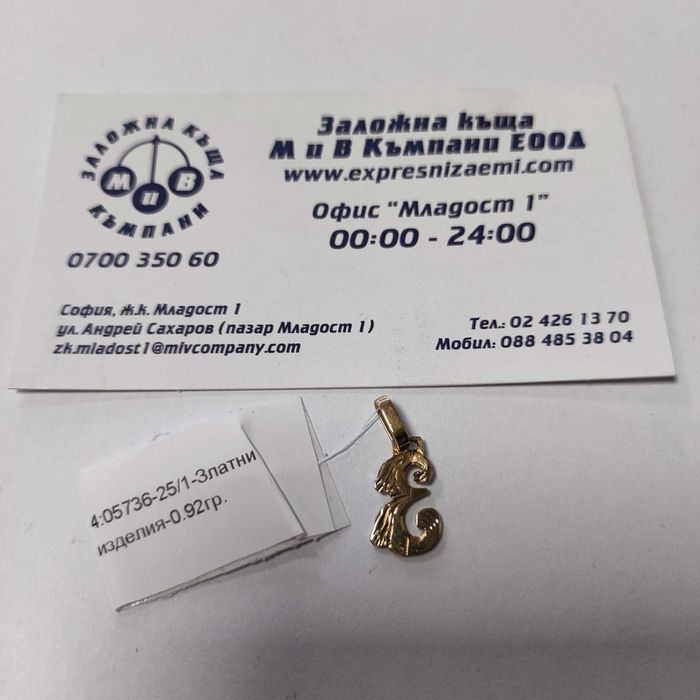 ЗАЛОЖНА КЪЩА
М и В
КЪМПАНИ
0700 350 60
Заложна къща
М и В Къмпани ЕООД
www.expresnizaemi.com
Офис "Младост 1"
00:00 - 24:00
София, ж.к. Младост 1
ул. Андрей Сахаров (пазар Младост 1)
zk.mladost1@mivcompany.com
Тел.: 02 426 13 70
Мобил.: 088 485 38 04
4:05736-25/1-Златни
изделия-0.92гр.